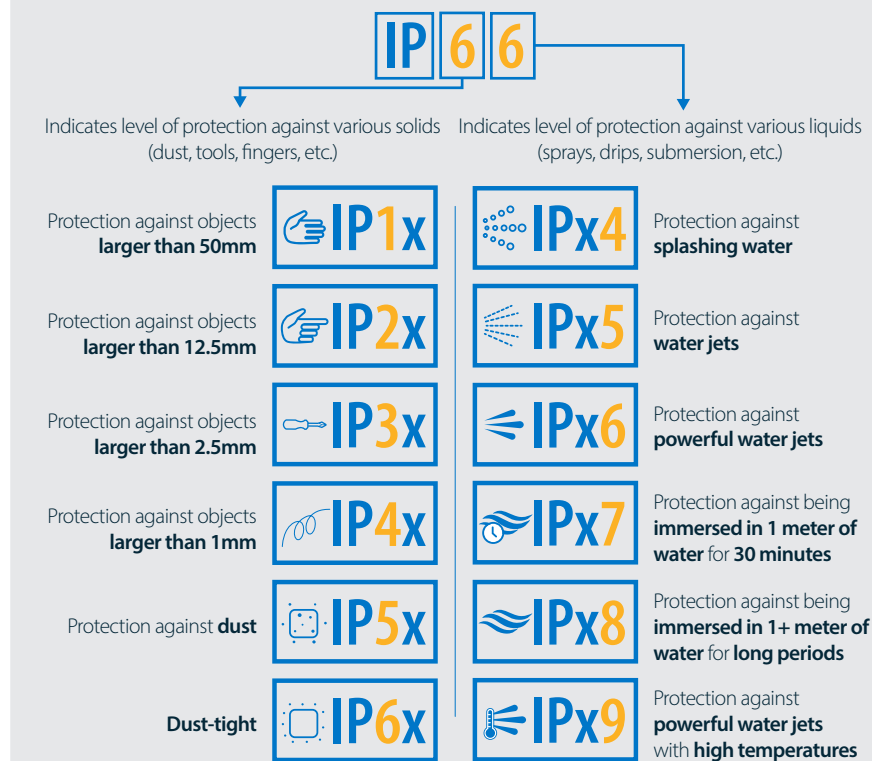 IP 6 6
Indicates level of protection against various solids
(dust, tools, fingers, etc.)
Indicates level of protection against various liquids
(sprays, drips, submersion, etc.)
Protection against objects
larger than 50mm
IP1x
Protection against objects
larger than 12.5mm
IP2x
Protection against objects
larger than 2.5mm
IP3x
Protection against objects
larger than 1mm
IP4x
Protection against dust
IP5x
Dust-tight
IP6x
IPx4
Protection against
splashing water
IPx5
Protection against
water jets
IPx6
Protection against
powerful water jets
IPx7
Protection against being
immersed in 1 meter of
water for 30 minutes
IPx8
Protection against being
immersed in 1+ meter of
water for long periods
IPx9
Protection against
powerful water jets
with high temperatures